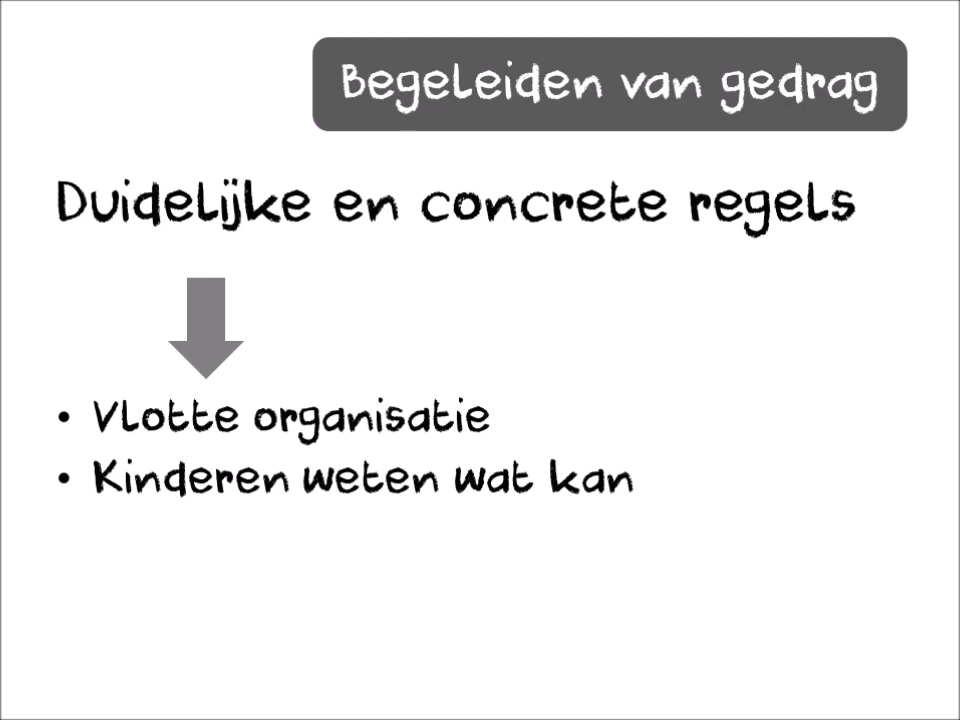 Begeleiden van gedrag
Duidelijke en concrete regels
• Vlotte organisatie
• Kinderen weten wat kan